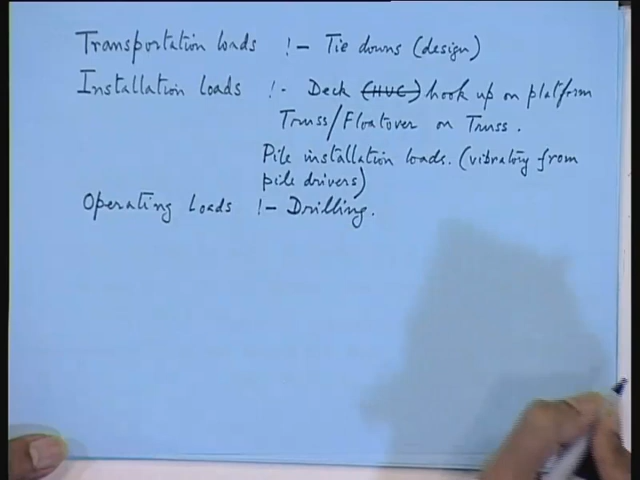 Transportation loads :- Tie downs (design)
Installation loads :- Deck (HUC) hook up on platform
Truss/Floatover on Truss.
Pile installation loads. (vibratory from
pile drivers)
Operating Loads :- Drilling.